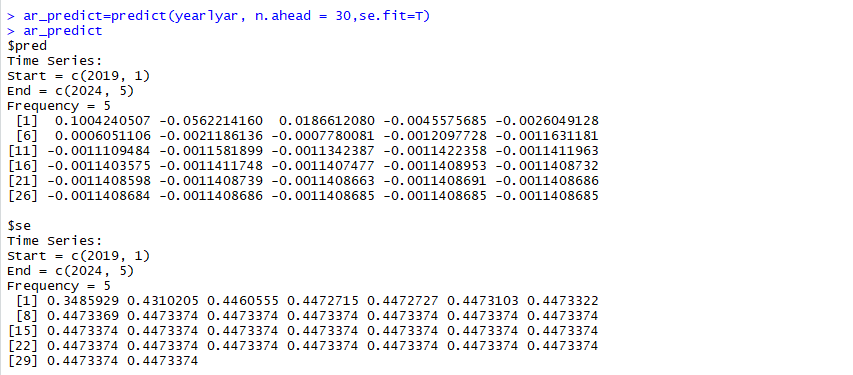 > ar_predict=predict(yearlyar, n.ahead = 30,se.fit=T)
> ar_predict
$pred
Time Series:
Start = c(2019, 1)
End = c(2024, 5)
Frequency = 5
 [1]  0.1004240507 -0.0562214160  0.0186612080 -0.0045575685 -0.0026049128
 [6]  0.0006051106 -0.0021186136 -0.0007780081 -0.0012097728 -0.0011631181
[11] -0.0011109484 -0.0011581899 -0.0011342387 -0.0011422358 -0.0011411963
[16] -0.0011403575 -0.0011411748 -0.0011407477 -0.0011408953 -0.0011408732
[21] -0.0011408598 -0.0011408739 -0.0011408663 -0.0011408691 -0.0011408686
[26] -0.0011408684 -0.0011408686 -0.0011408685 -0.0011408685 -0.0011408685
$se
Time Series:
Start = c(2019, 1)
End = c(2024, 5)
Frequency = 5
 [1] 0.3485929 0.4310205 0.4460555 0.4472715 0.4472727 0.4473103 0.4473322
 [8] 0.4473369 0.4473374 0.4473374 0.4473374 0.4473374 0.4473374 0.4473374
[15] 0.4473374 0.4473374 0.4473374 0.4473374 0.4473374 0.4473374 0.4473374
[22] 0.4473374 0.4473374 0.4473374 0.4473374 0.4473374 0.4473374 0.4473374
[29] 0.4473374 0.4473374